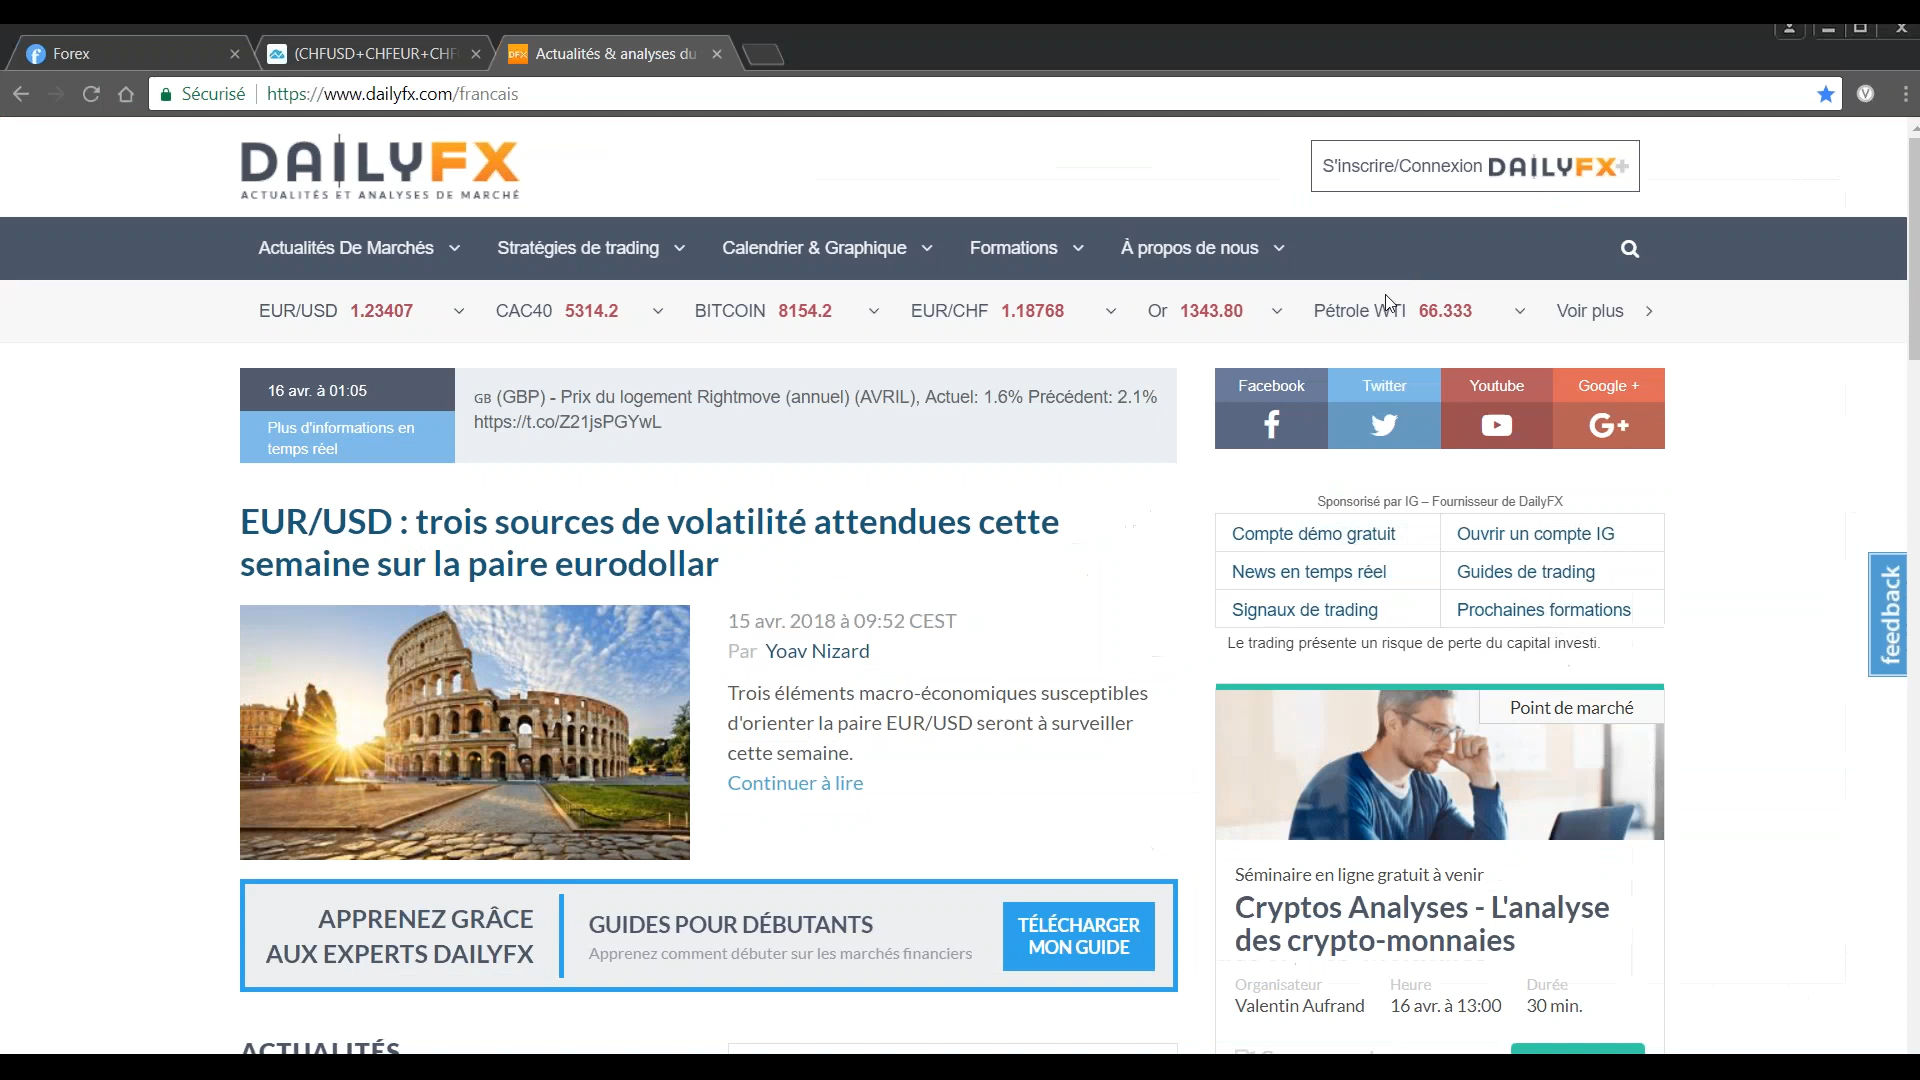 Forex
(CHFUSD+CHFEUR+CHF
DFX
Actualités & analyses du
Sécurisé
https://www.dailyfx.com/francais
DAILYFX
ACTUALITÉS ET ANALYSES DE MARCHÉ
S'inscrire/Connexion DAILYFX+
Actualités De Marchés
Stratégies de trading
Calendrier & Graphique
Formations
À propos de nous
EUR/USD 1.23407
CAC40 5314.2
BITCOIN 8154.2
EUR/CHF 1.18768
Or 1343.80
Pétrole WTI 66.333
Voir plus
16 avr. à 01:05
Plus d'informations en
temps réel
GB (GBP) - Prix du logement Rightmove (annuel) (AVRIL), Actuel: 1.6% Précédent: 2.1%
https://t.co/Z21jsPGYwL
Facebook
Twitter
Youtube
Google +
EUR/USD : trois sources de volatilité attendues cette
semaine sur la paire eurodollar
15 avr. 2018 à 09:52 CEST
Par Yoav Nizard
Trois éléments macro-économiques susceptibles
d'orienter la paire EUR/USD seront à surveiller
cette semaine.
Continuer à lire
Sponsorisé par IG – Fournisseur de DailyFX
Compte démo gratuit
Ouvrir un compte IG
News en temps réel
Guides de trading
Signaux de trading
Prochaines formations
Le trading présente un risque de perte du capital investi.
feedback
Point de marché
Séminaire en ligne gratuit à venir
Cryptos Analyses - L'analyse
des crypto-monnaies
Organisateur
Heure
Durée
Valentin Aufrand
16 avr. à 13:00
30 min.
APPRENEZ GRÂCE
AUX EXPERTS DAILYFX
GUIDES POUR DÉBUTANTS
Apprenez comment débuter sur les marchés financiers
TÉLÉCHARGER
MON GUIDE
ACTUALITÉS